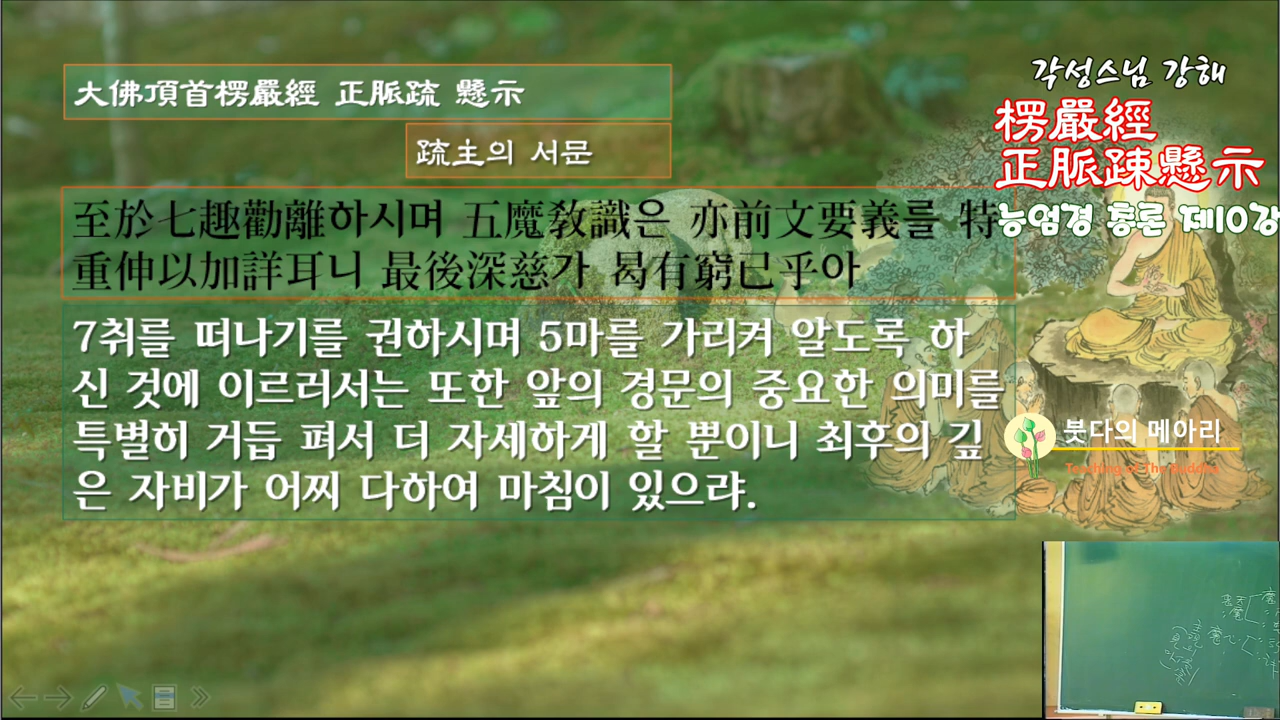 大佛頂首楞嚴經 正脈疏 懸示
疏主의 서문
至於七趣勸離하시며 五魔敎識은 亦前文要義를 特
重伸以加詳耳니 最後深慈가 曷有窮已乎아
7취를 떠나기를 권하시며 5마를 가리켜 알도록 하
신 것에 이르러서는 또한 앞의 경문의 중요한 의미를
특별히 거듭 펴서 더 자세하게 할 뿐이니 최후의 깊
은 자비가 어찌 다하여 마침이 있으랴.
각성스님 강해
楞嚴經
正脈疎懸示
능엄경 총론 제10강
붓다의 메아리
Teaching of The Buddha